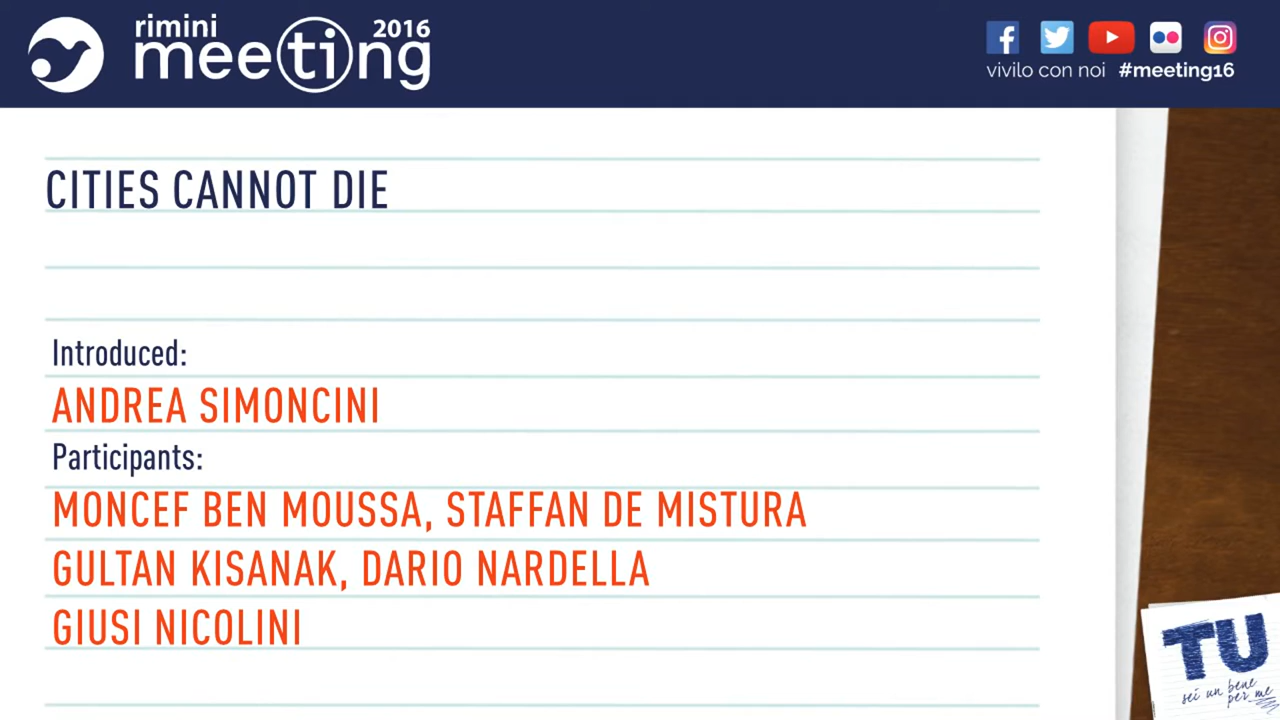 rimini 2016
meeting
vivilo con noi #meeting16
CITIES CANNOT DIE
Introduced:
ANDREA SIMONCINI
Participants:
MONCEF BEN MOUSSA, STAFFAN DE MISTURA
GULTAN KISANAK, DARIO NARDELLA
GIUSI NICOLINI
TU
sei un bene
per me